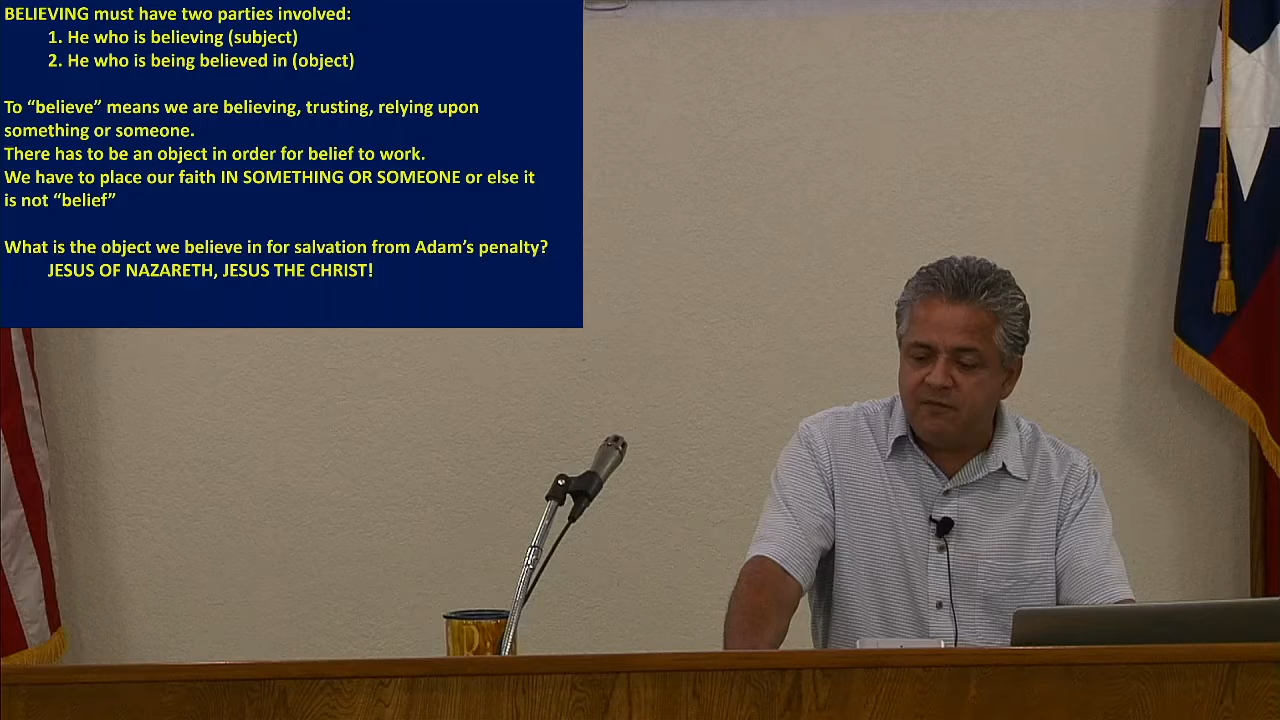 BELIEVING must have two parties involved:
1. He who is believing (subject)
2. He who is being believed in (object)
To “believe” means we are believing, trusting, relying upon
something or someone.
There has to be an object in order for belief to work.
We have to place our faith IN SOMETHING OR SOMEONE or else it
is not “belief”
What is the object we believe in for salvation from Adam’s penalty?
JESUS OF NAZARETH, JESUS THE CHRIST!